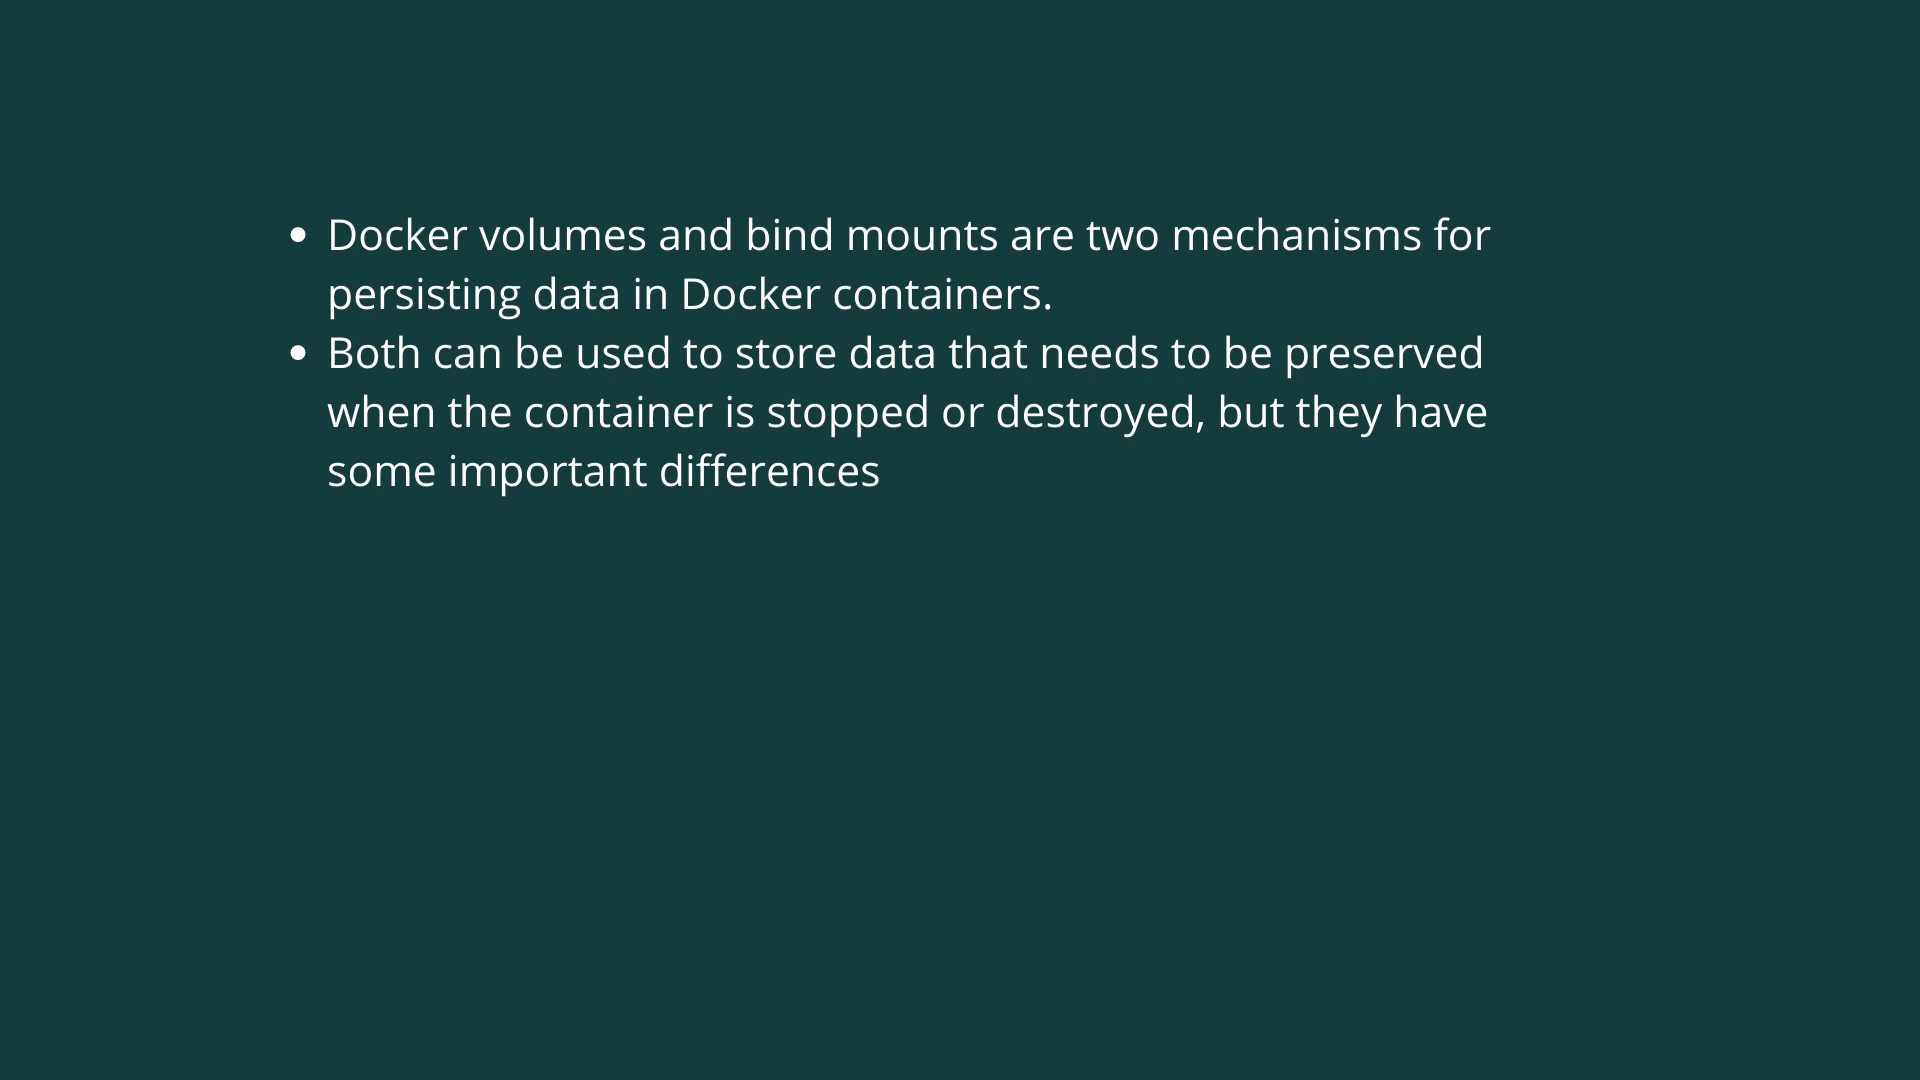 • Docker volumes and bind mounts are two mechanisms for
persisting data in Docker containers.
• Both can be used to store data that needs to be preserved
when the container is stopped or destroyed, but they have
some important differences